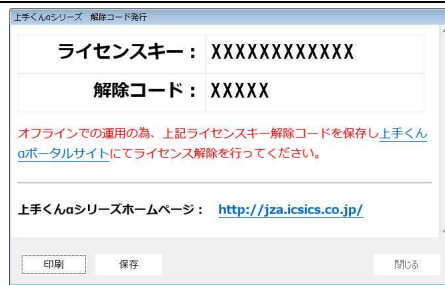 上手くんαシリーズ 解除コード発行
ライセンスキー： XXXXXXXXXXXX
解除コード： XXXXX
オフラインでの運用の為、上記ライセンスキー解除コードを保存し上手くん
αポータルサイトにてライセンス解除を行ってください。
上手くんαシリーズホームページ： http://jza.icsics.co.jp/
印刷 保存 閉じる